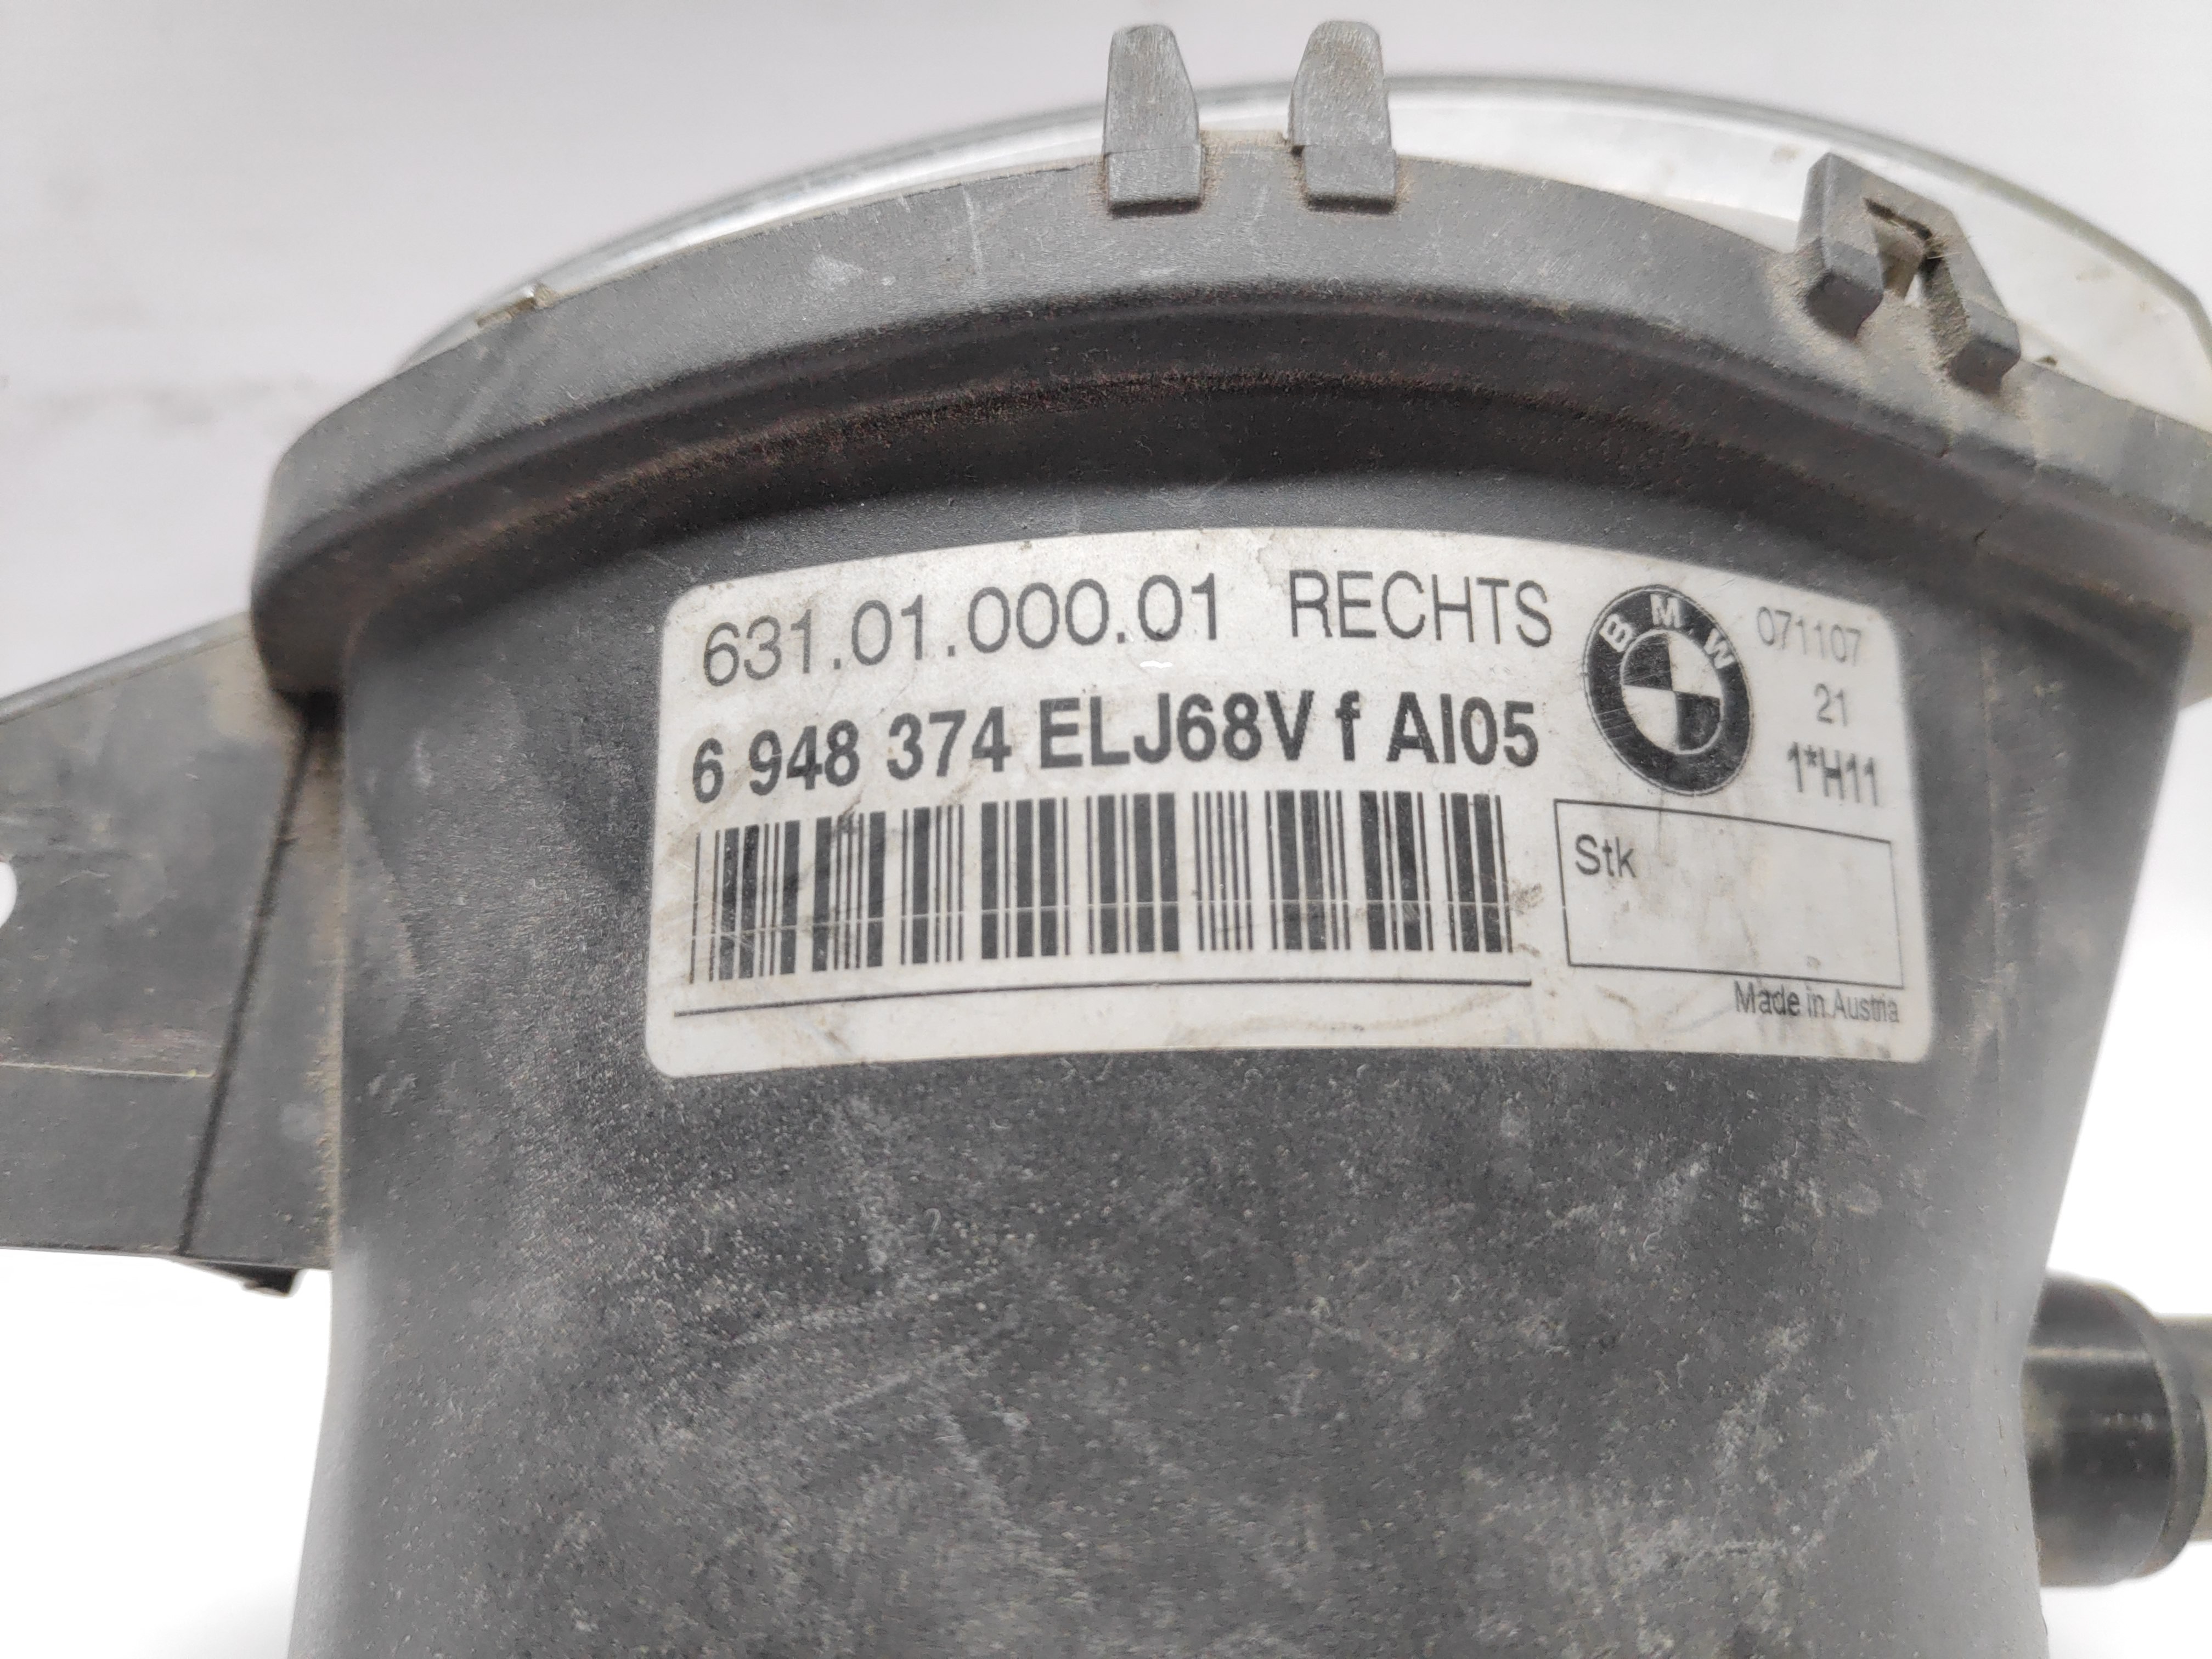 631.01.000.01 RECHTS
6 948 374 ELJ68V f AI05
BMW
071107
21
1*H11
Stk
Made in Austria